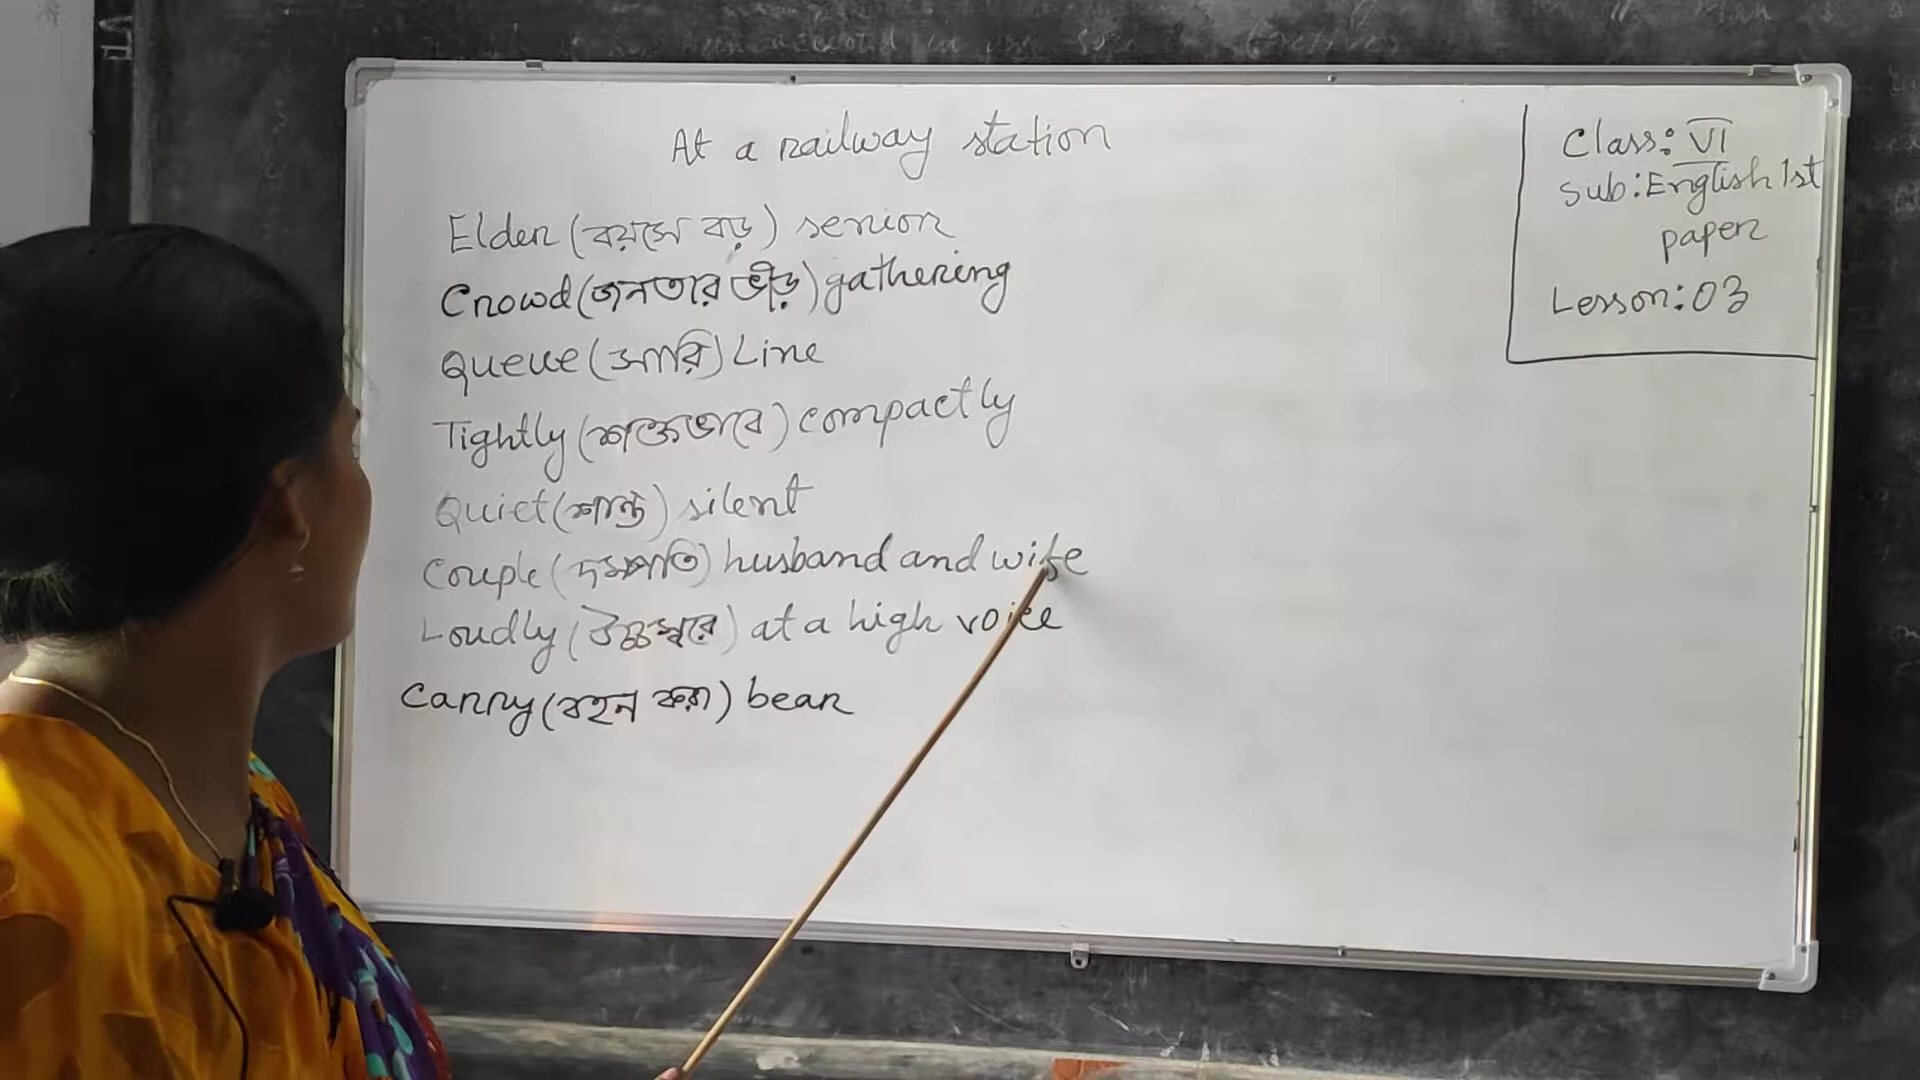 At a railway station
Elder (বয়সে বড়) senior
Crowd (জনতার ভীড়) gathering
Queue (সারি) Line
Tightly (শক্তভাবে) compactly
Quiet (শান্ত) silent
Couple (দম্পতি) husband and wife
Loudly (উচ্চস্বরে) at a high voice
Carry (বহন করা) bear
Class: VI
Sub: English 1st
paper
Lesson: 03